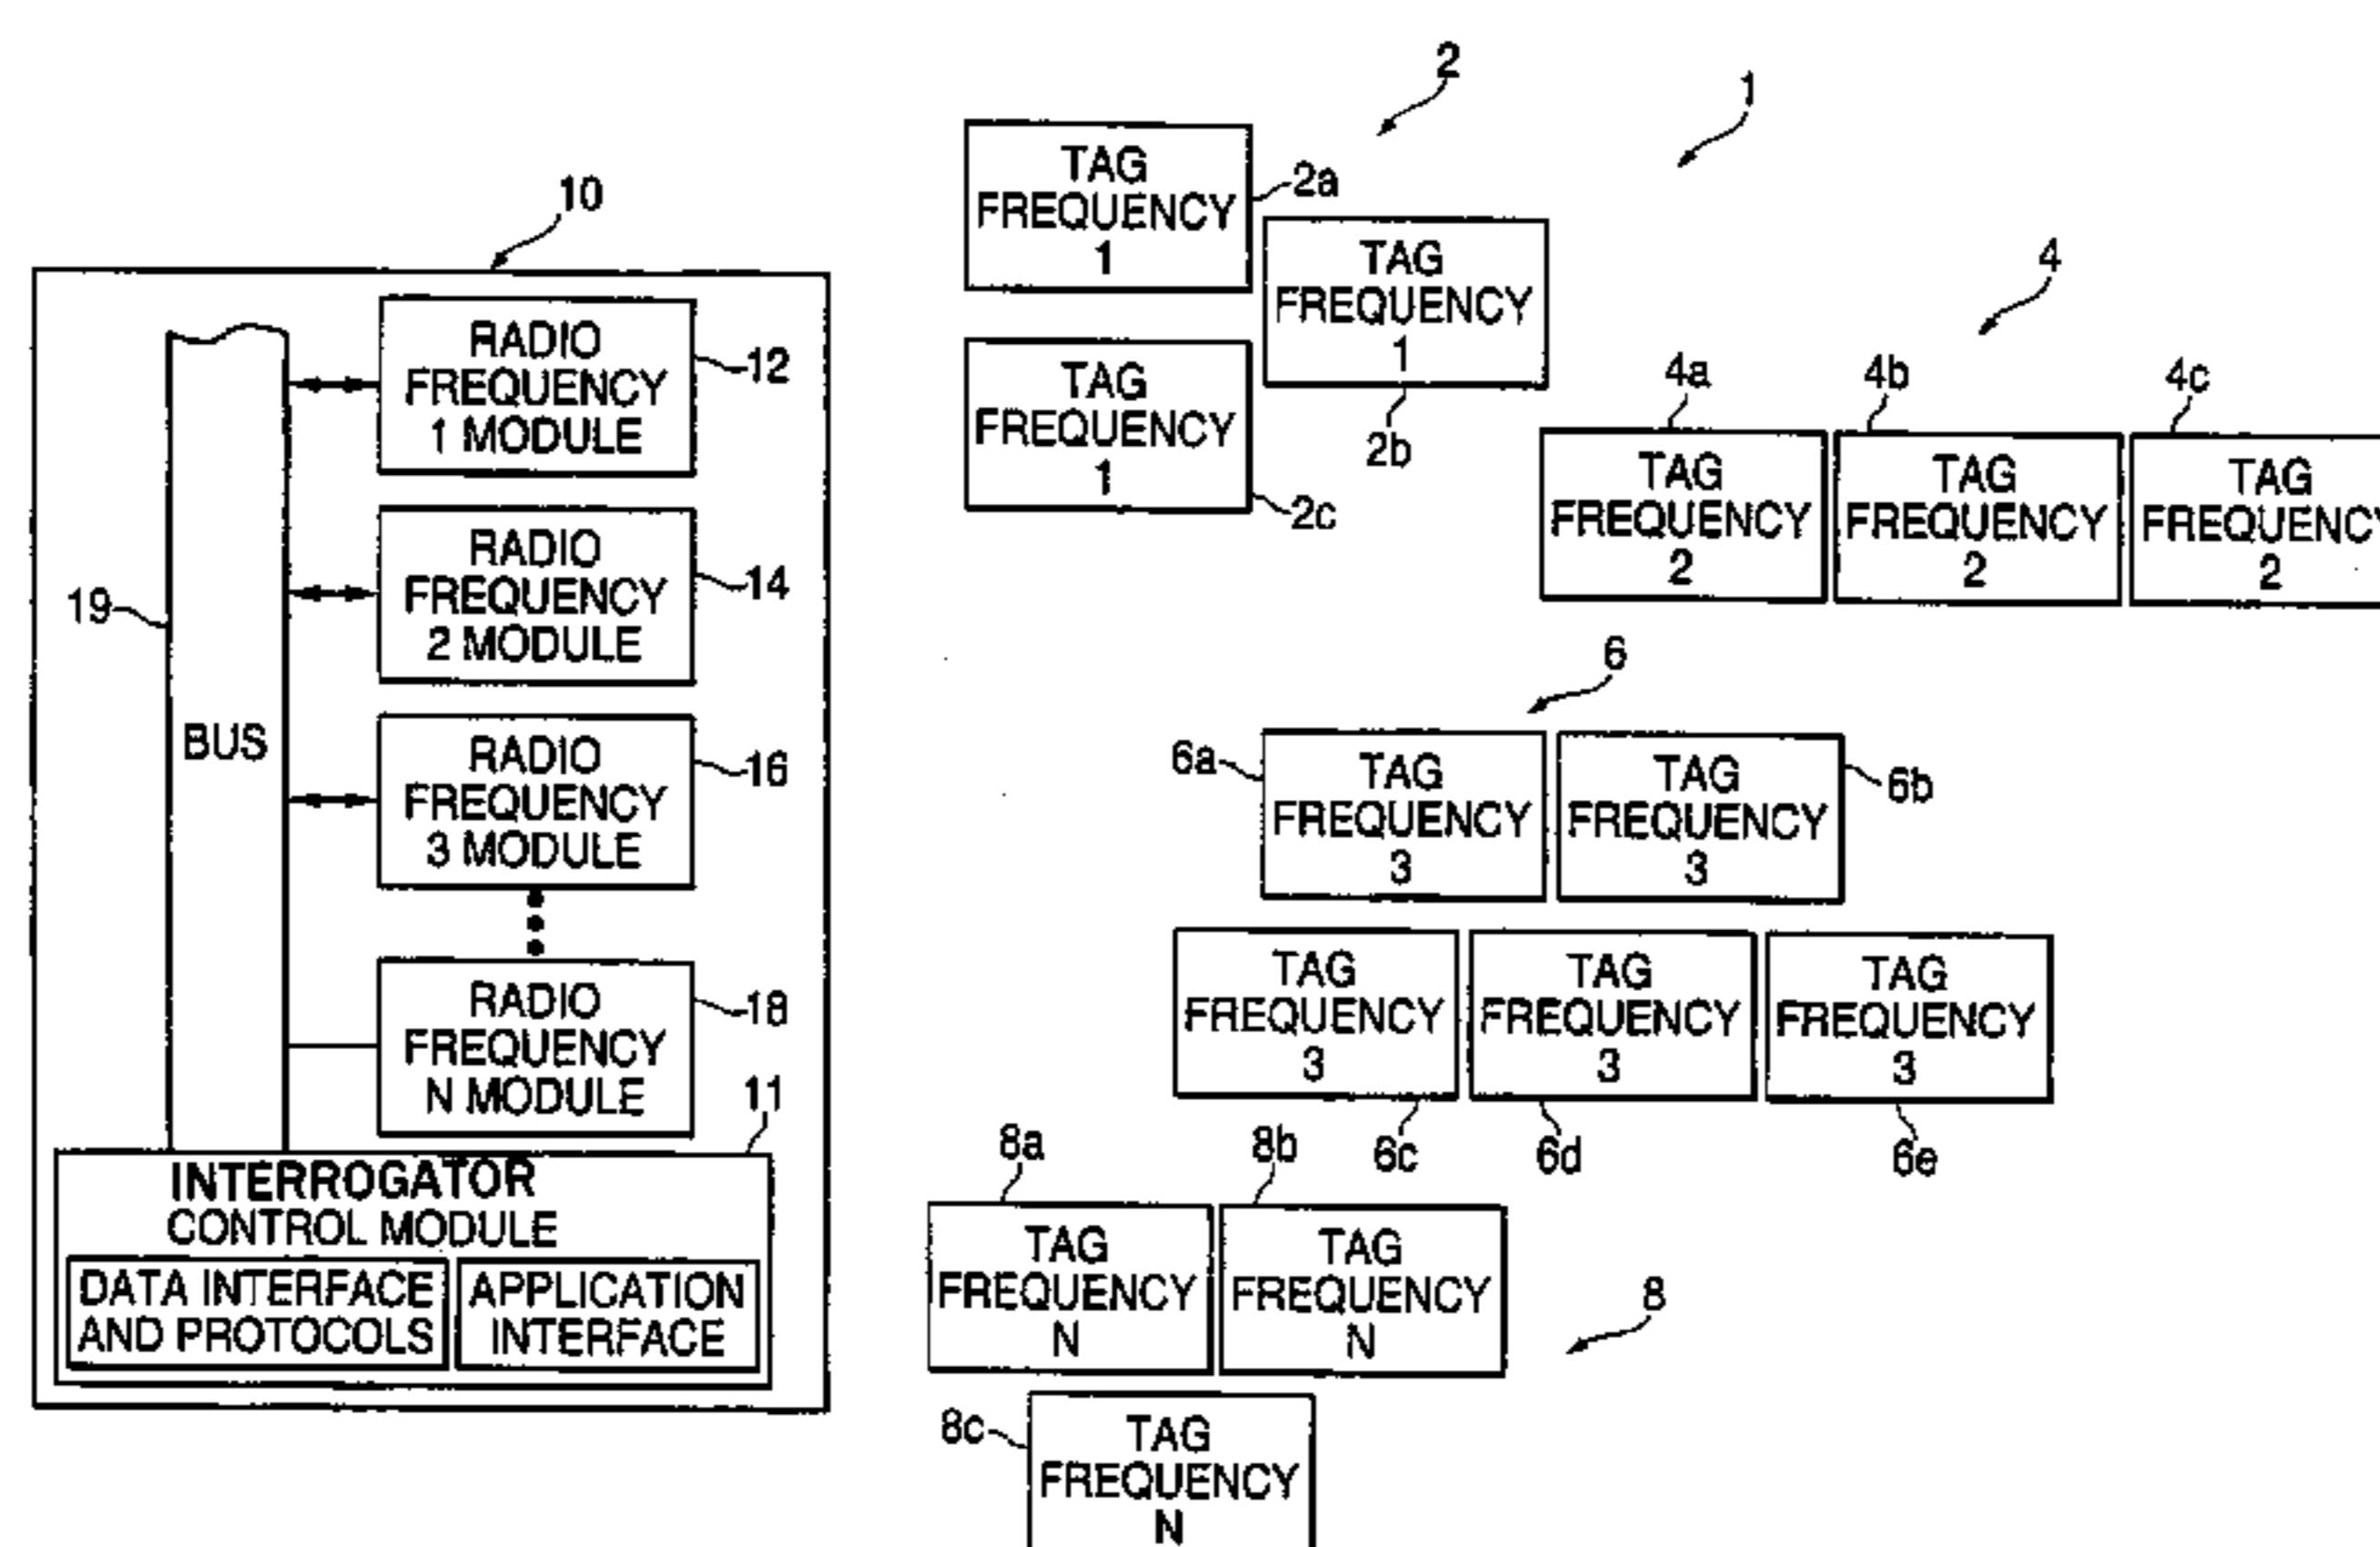 10
RADIO
FREQUENCY
1 MODULE
12
RADIO
FREQUENCY
2 MODULE
14
19
BUS
RADIO
FREQUENCY
3 MODULE
16
RADIO
FREQUENCY
N MODULE
18
11
INTERROGATOR
CONTROL MODULE
DATA INTERFACE
AND PROTOCOLS
APPLICATION
INTERFACE
2
1
TAG
FREQUENCY
1
2a
TAG
FREQUENCY
1
2b
TAG
FREQUENCY
1
2c
4
4a
4b
4c
TAG
FREQUENCY
2
TAG
FREQUENCY
2
TAG
FREQUENCY
2
6
6a
TAG
FREQUENCY
3
TAG
FREQUENCY
3
6b
TAG
FREQUENCY
3
TAG
FREQUENCY
3
TAG
FREQUENCY
3
6c
6d
6e
8a
8b
TAG
FREQUENCY
N
TAG
FREQUENCY
N
8
8c
TAG
FREQUENCY
N